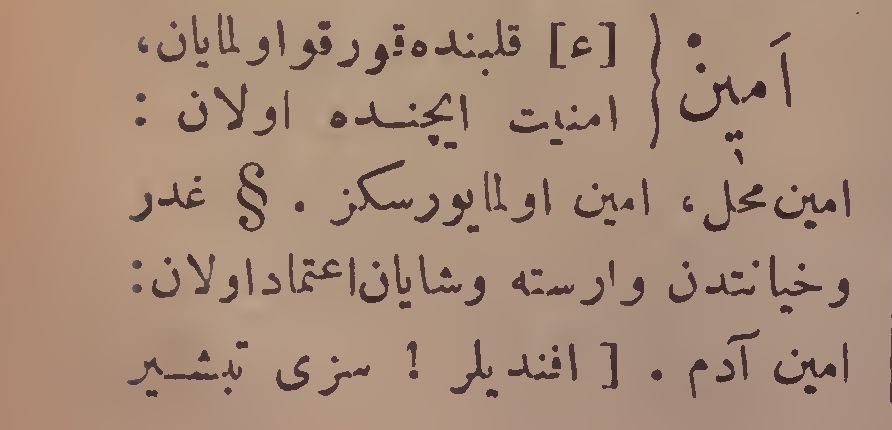 اَمِين { [ء] قلبنده قورقو اولمايان،
امنيت ايچنده اولان :
امين محل، امين اولمايورسكز . § غدر
وخيانتدن وارسته وشايان اعتماد اولان :
امين آدم . [ افنديلر ! سزى تبشير